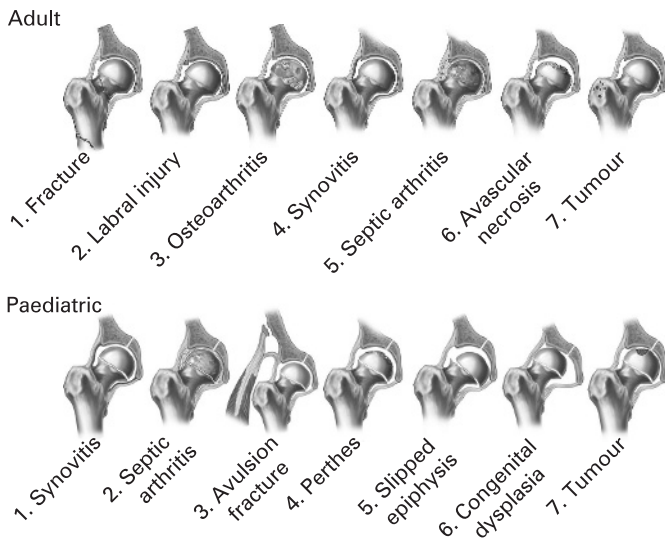 Adult
1. Fracture
2. Labral injury
3. Osteoarthritis
4. Synovitis
5. Septic arthritis
6. Avascular
necrosis
7. Tumour
Paediatric
1. Synovitis
2. Septic
arthritis
3. Avulsion
fracture
4. Perthes
5. Slipped
epiphysis
6. Congenital
dysplasia
7. Tumour